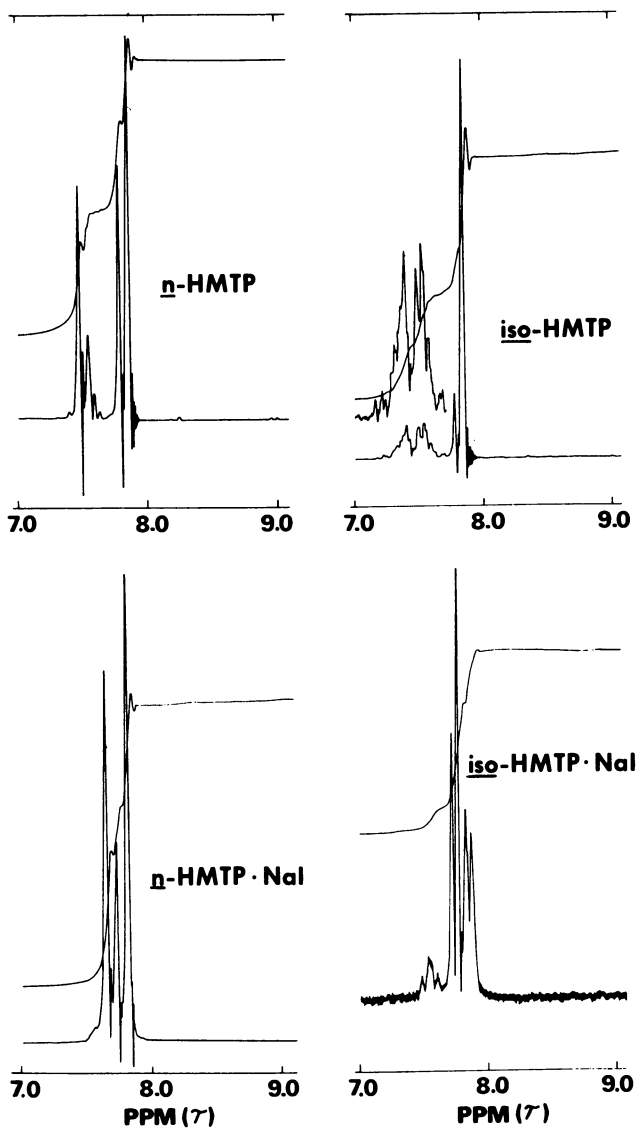 n-HMTP
iso-HMTP
7.0 8.0 9.0
7.0 8.0 9.0
n-HMTP · NaI
iso-HMTP · NaI
7.0 8.0 9.0
PPM (τ)
7.0 8.0 9.0
PPM (τ)